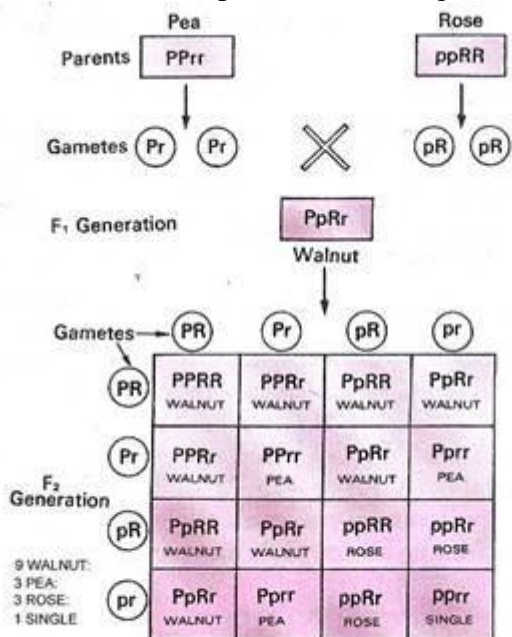 Pea Rose
Parents PPrr ppRR
Gametes Pr Pr pR pR
F₁ Generation PpRr
Walnut
Gametes PR Pr pR pr
PR PPRR PPRr PpRR PpRr
WALNUT WALNUT WALNUT WALNUT
Pr PPRr PPrr PpRr Pprr
WALNUT PEA WALNUT PEA
F₂
Generation
pR PpRR PpRr ppRR ppRr
WALNUT WALNUT ROSE ROSE
9 WALNUT:
3 PEA:
3 ROSE:
1 SINGLE
pr PpRr Pprr ppRr pprr
WALNUT PEA ROSE SINGLE